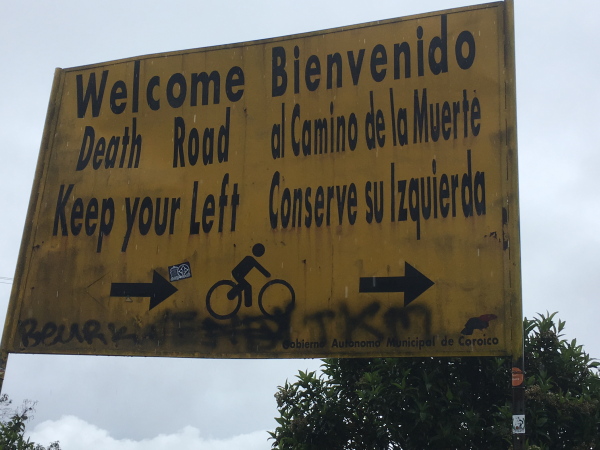 Welcome Bienvenido
Death Road al Camino de la Muerte
Keep your Left Conserve su Izquierda
Gobierno Autonomo Municipal de Coroico